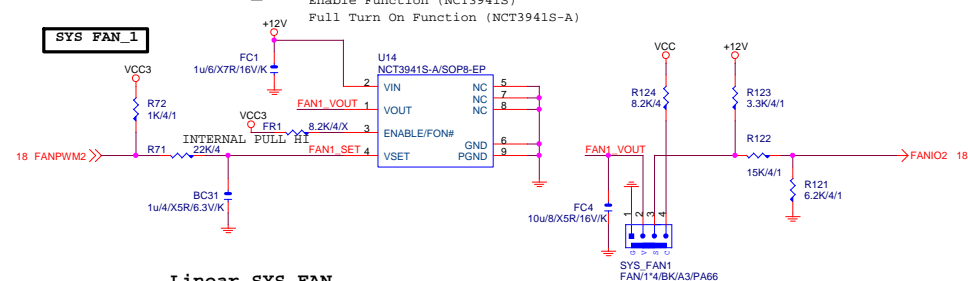 Enable Function (NCT3941S)
Full Turn On Function (NCT3941S-A)
SYS FAN_1
+12V
FC1
1u/6/X7R/16V/K
U14
NCT3941S-A/SOP8-EP
2 VIN
NC 5
NC 7
FAN1_VOUT 1 VOUT
NC 8
VCC3
FR1 8.2K/4/X
3 ENABLE/FON#
INTERNAL PULL HI
GND 6
FAN1_SET 4 VSET
PGND 9
VCC3
R72
1K/4/1
18 FANPWM2
R71 22K/4
BC31
1u/4/X5R/6.3V/K
VCC
+12V
R124
8.2K/4
R123
3.3K/4/1
FAN1_VOUT
R122
15K/4/1
FANIO2 18
R121
6.2K/4/1
FC4
10u/8/X5R/16V/K
1 2 3 4
G V S C
SYS_FAN1
FAN/1*4/BK/A3/PA66
Linear SYS FAN